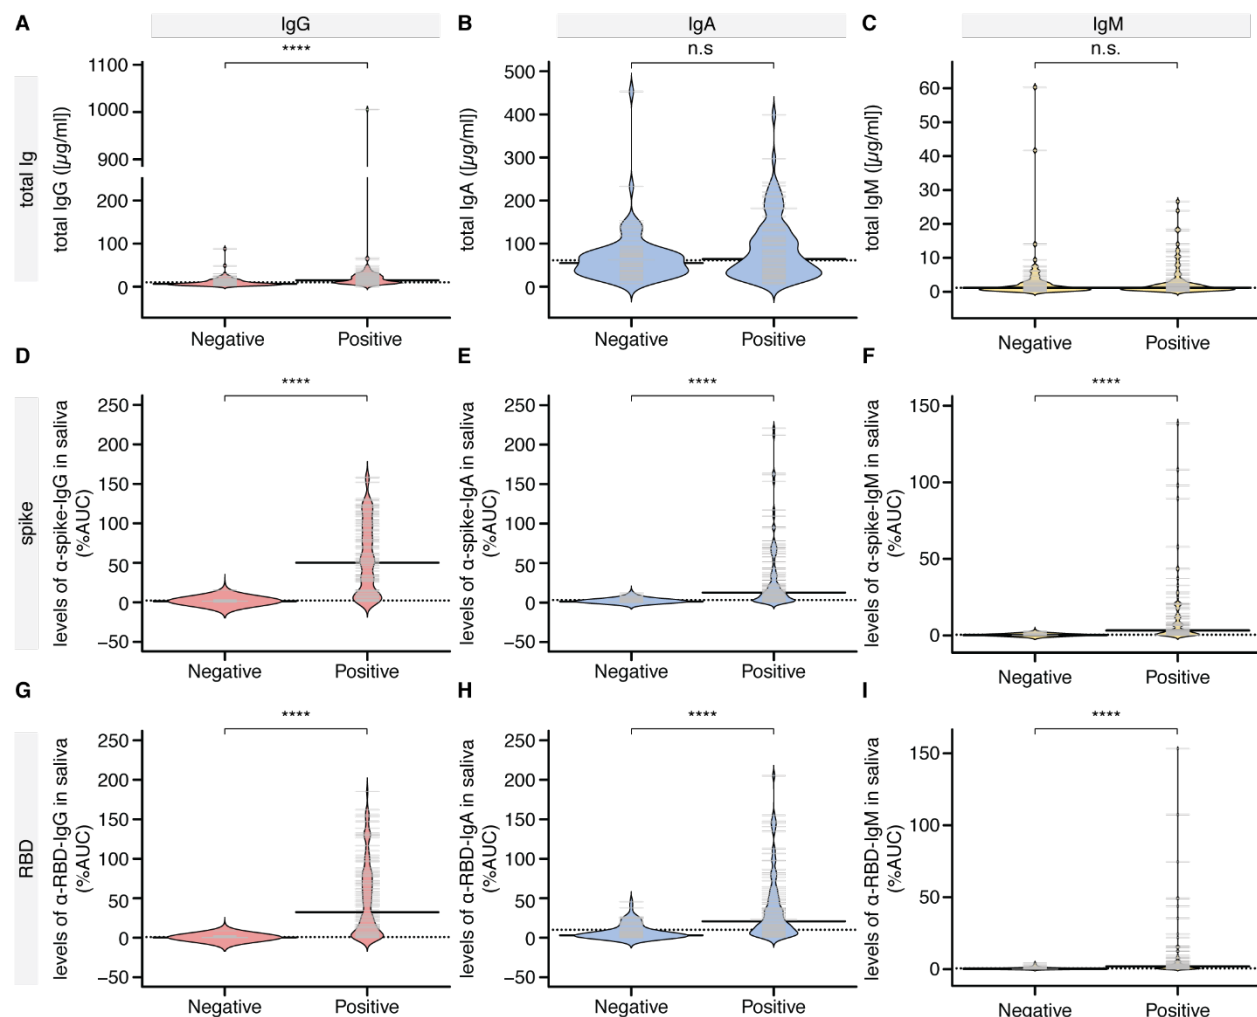 A
IgG
B
IgA
C
IgM
total Ig
total IgG ([µg/ml])
****
1100
1000
900
200
100
0
Negative
Positive
total IgA ([µg/ml])
n.s
500
400
300
200
100
0
Negative
Positive
total IgM ([µg/ml])
n.s.
60
50
40
30
20
10
0
Negative
Positive
D
E
F
spike
levels of α-spike-IgG in saliva
(%AUC)
****
250
200
150
100
50
0
−50
Negative
Positive
levels of α-spike-IgA in saliva
(%AUC)
****
250
200
150
100
50
0
−50
Negative
Positive
levels of α-spike-IgM in saliva
(%AUC)
****
150
100
50
0
Negative
Positive
G
H
I
RBD
levels of α-RBD-IgG in saliva
(%AUC)
****
250
200
150
100
50
0
−50
Negative
Positive
levels of α-RBD-IgA in saliva
(%AUC)
****
250
200
150
100
50
0
−50
Negative
Positive
levels of α-RBD-IgM in saliva
(%AUC)
****
150
100
50
0
Negative
Positive